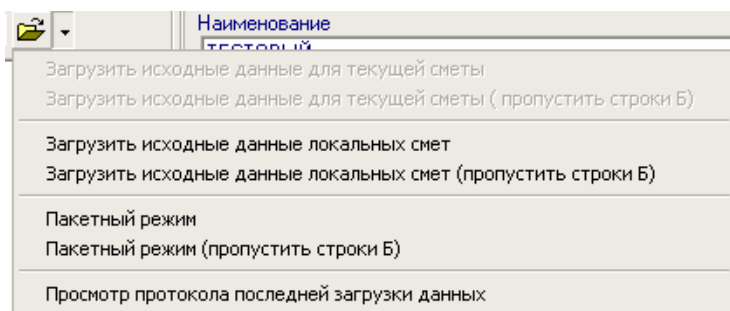 Наименование
ТЕСТОВЫЙ
Загрузить исходные данные для текущей сметы
Загрузить исходные данные для текущей сметы ( пропустить строки Б)
Загрузить исходные данные локальных смет
Загрузить исходные данные локальных смет (пропустить строки Б)
Пакетный режим
Пакетный режим (пропустить строки Б)
Просмотр протокола последней загрузки данных